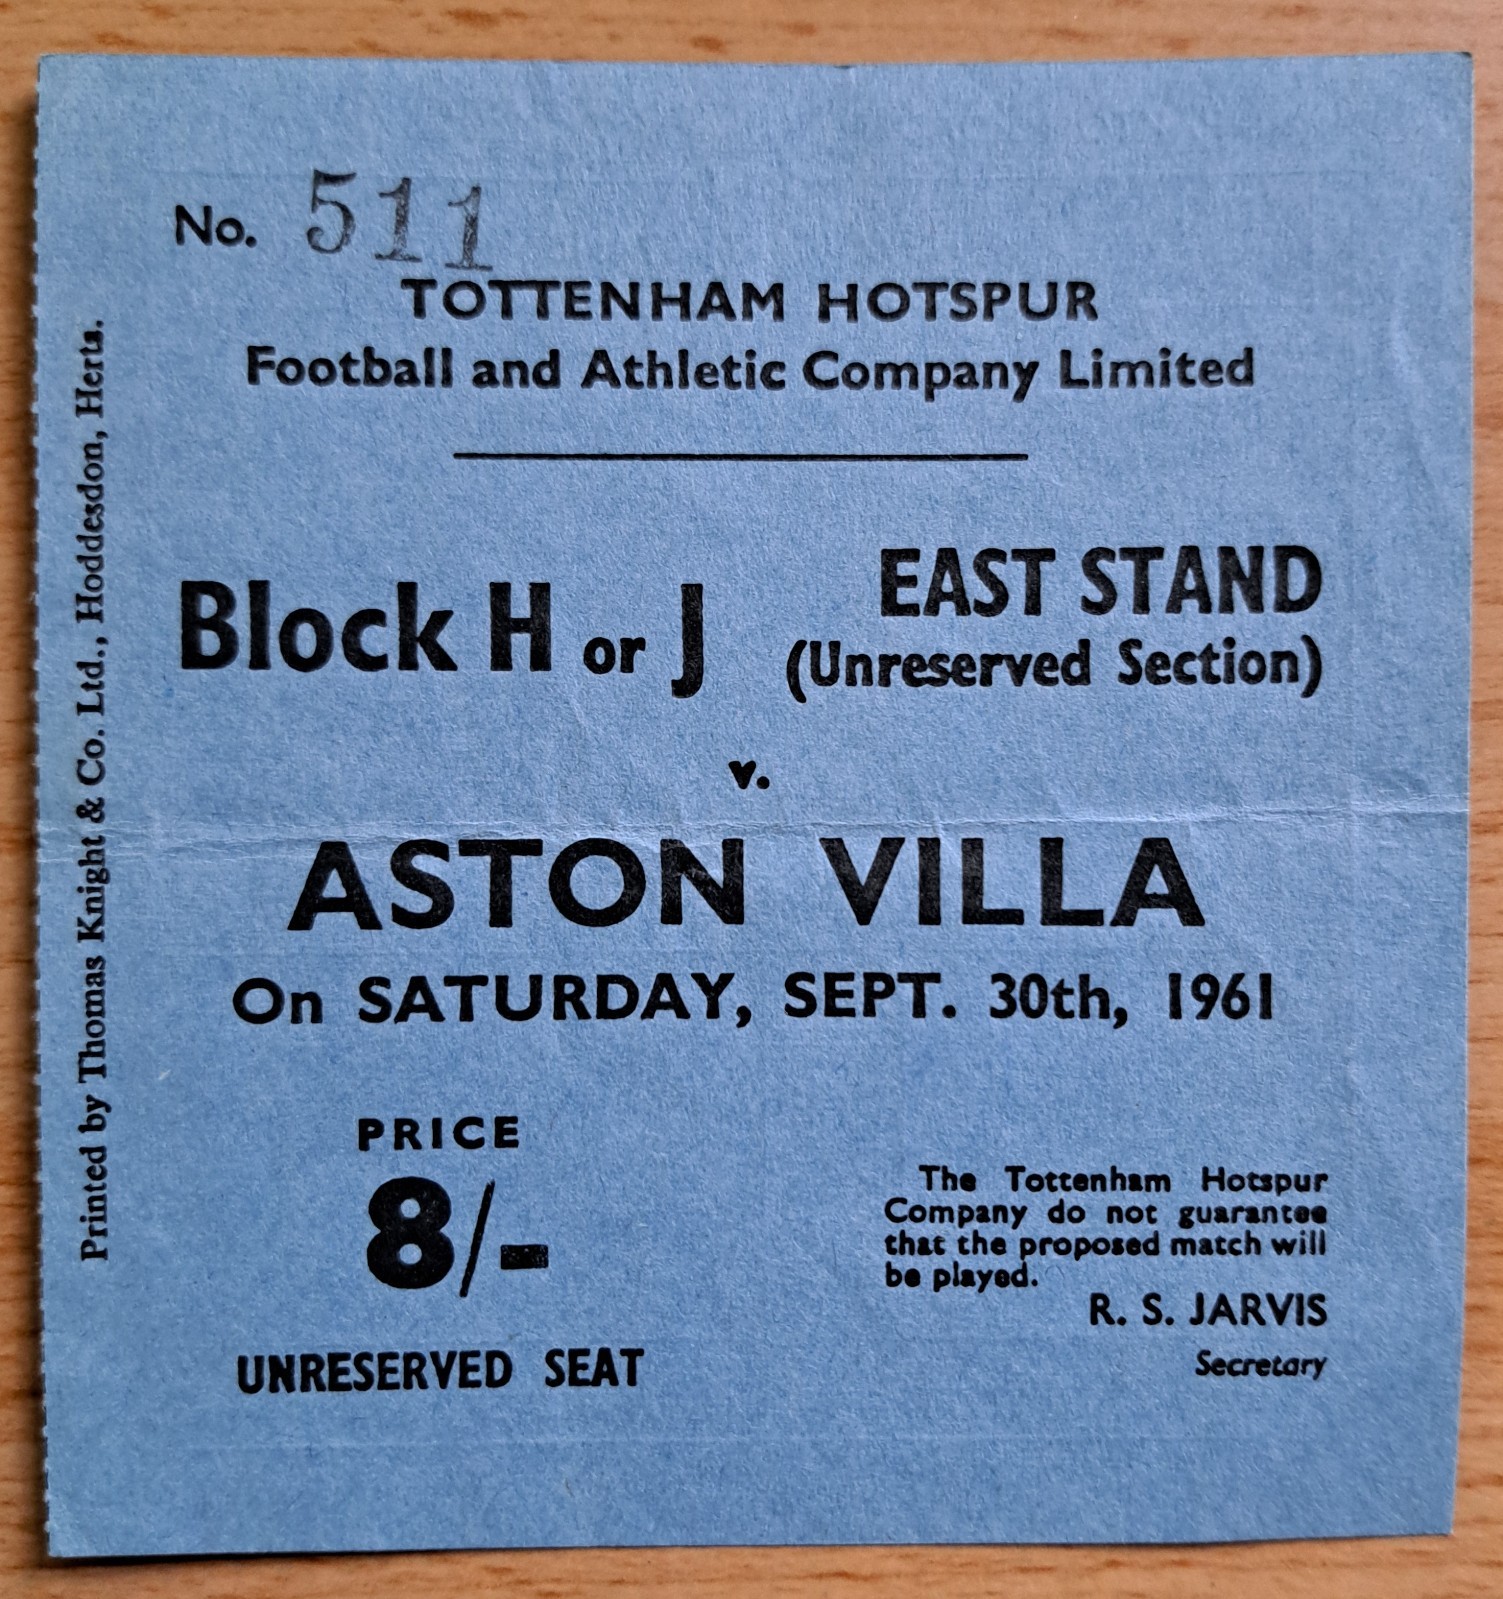 No. 511
TOTTENHAM HOTSPUR
Football and Athletic Company Limited
Block H or J
EAST STAND
(Unreserved Section)
v.
ASTON VILLA
On SATURDAY, SEPT. 30th, 1961
PRICE
8/-
UNRESERVED SEAT
The Tottenham Hotspur
Company do not guarantee
that the proposed match will
be played.
R. S. JARVIS
Secretary
Printed by Thomas Knight & Co. Ltd., Hoddesdon, Herts.